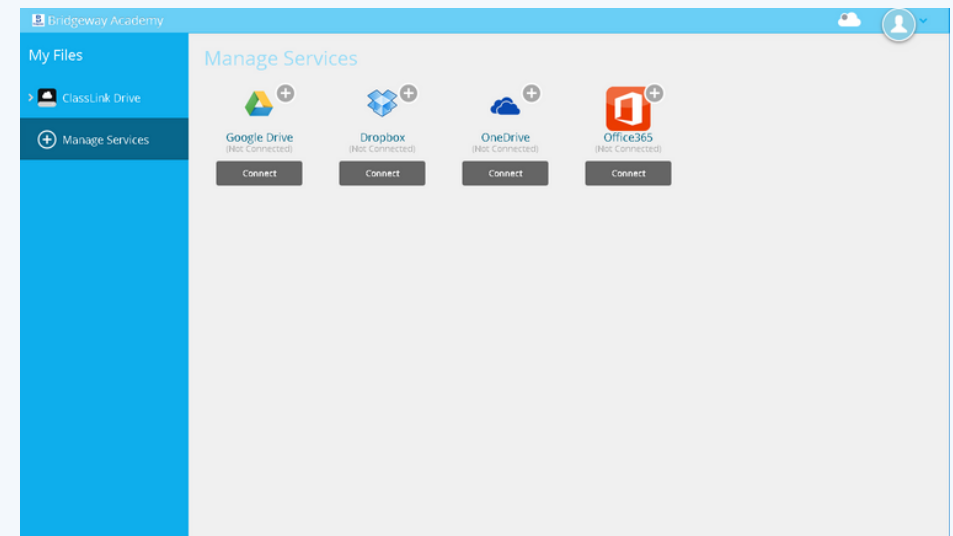 Bridgeway Academy
My Files
ClassLink Drive
Manage Services
Manage Services
Google Drive
(Not Connected)
Connect
Dropbox
(Not Connected)
Connect
OneDrive
(Not Connected)
Connect
Office365
(Not Connected)
Connect